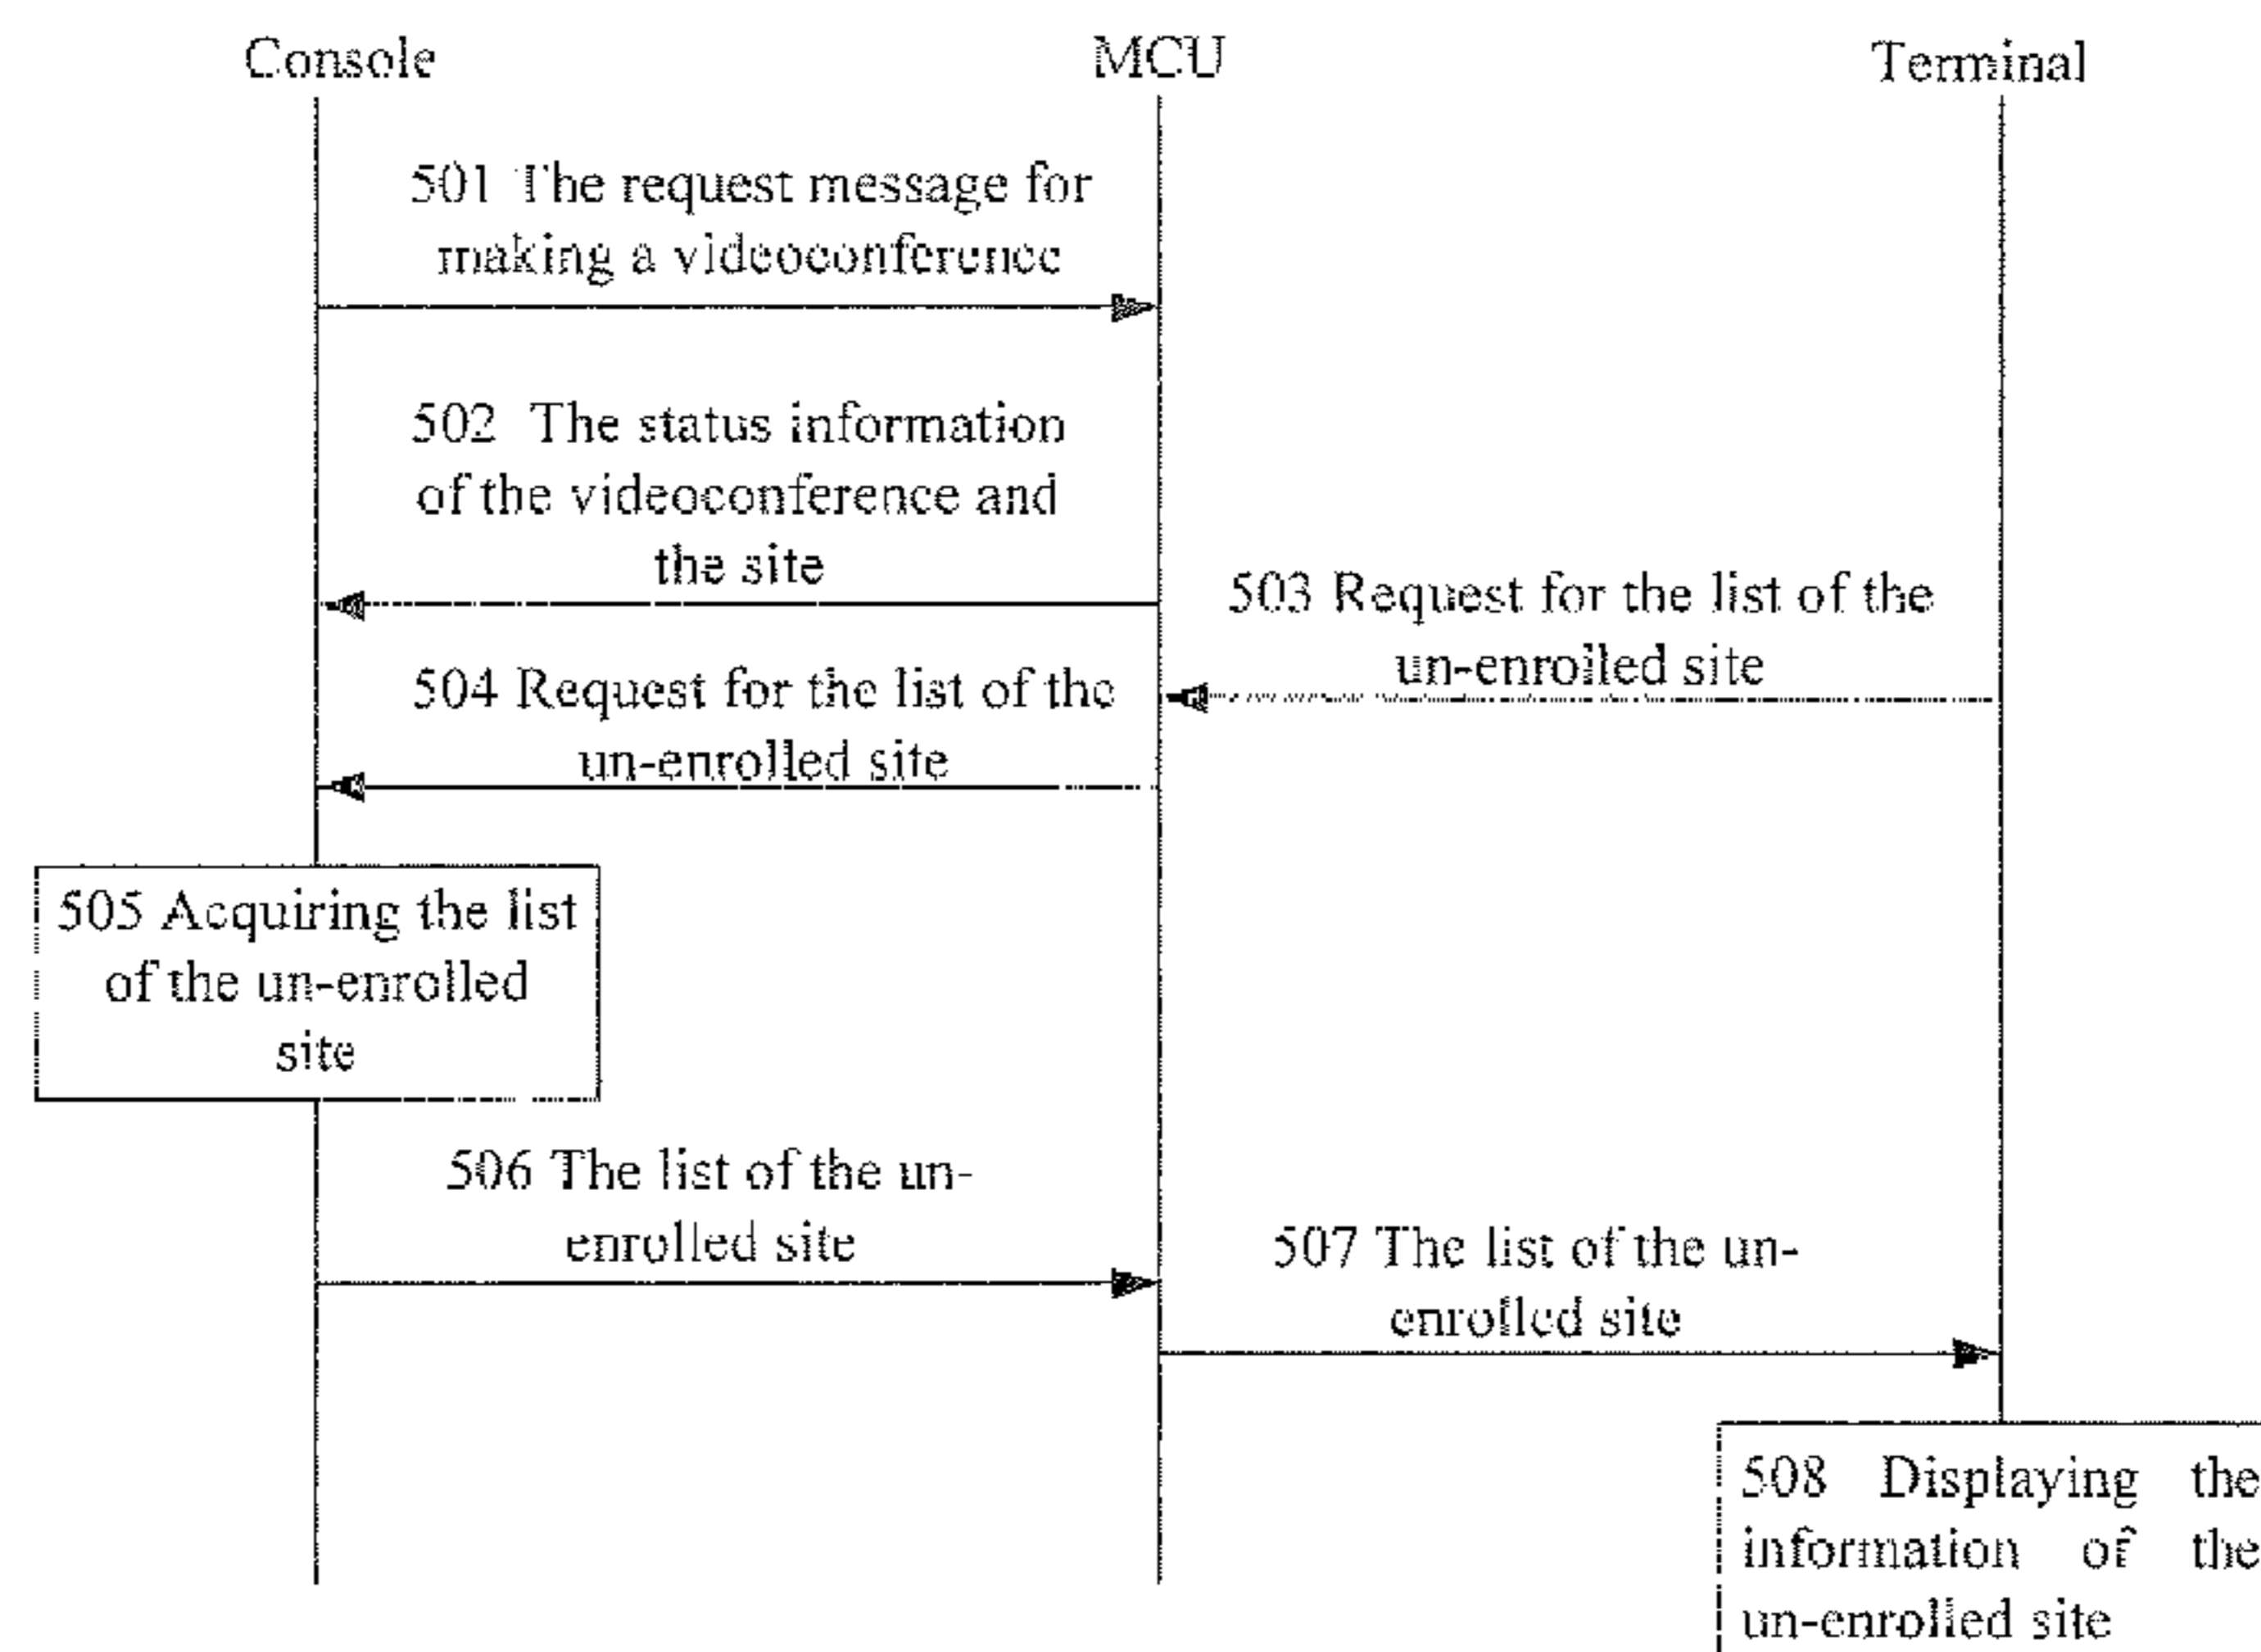 Console
MCU
Terminal
501 The request message for
making a videoconference
502 The status information
of the videoconference and
the site
503 Request for the list of the
un-enrolled site
504 Request for the list of the
un-enrolled site
505 Acquiring the list
of the un-enrolled
site
506 The list of the un-
enrolled site
507 The list of the un-
enrolled site
508 Displaying the
information of the
un-enrolled site